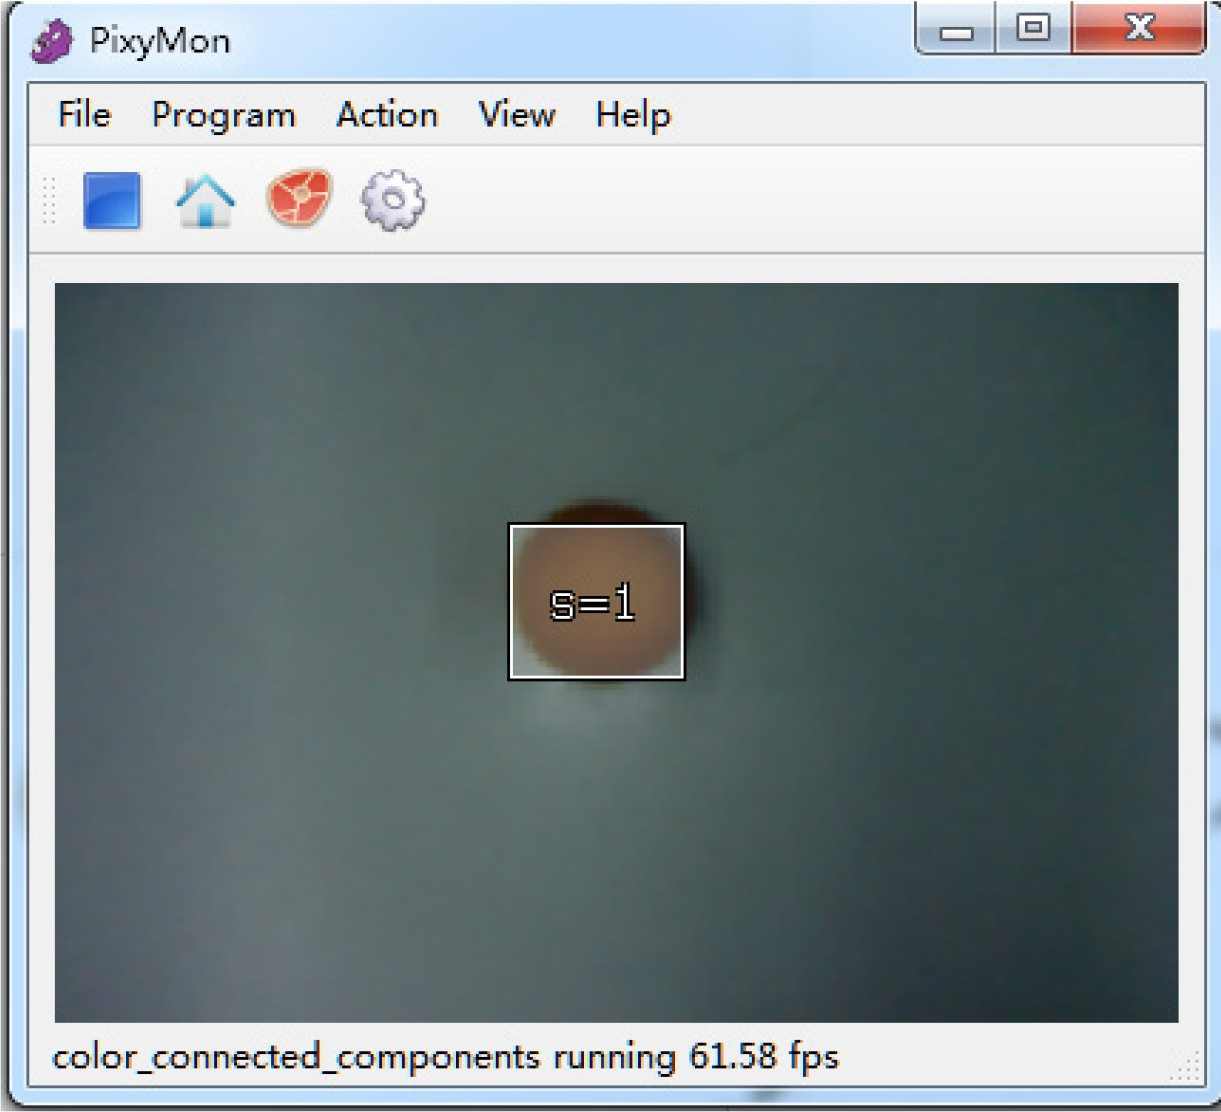 PixyMon
File Program Action View Help
s=1
color_connected_components running 61.58 fps